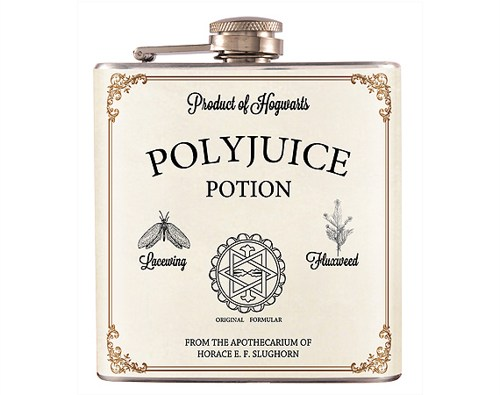 Product of Hogwarts
POLYJUICE
POTION
Lacewing
Fluxweed
ORIGINAL FORMULAR
FROM THE APOTHECARIUM OF
HORACE E. F. SLUGHORN